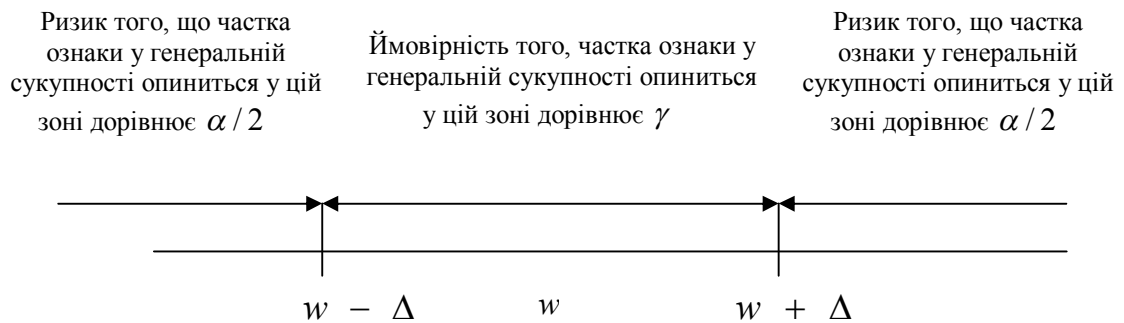 Ризик того, що частка
ознаки у генеральній
сукупності опиниться у цій
зоні дорівнює α / 2
Ймовірність того, частка ознаки у
генеральній сукупності опиниться
у цій зоні дорівнює γ
Ризик того, що частка
ознаки у генеральній
сукупності опиниться у цій
зоні дорівнює α / 2
w − Δ w w + Δ